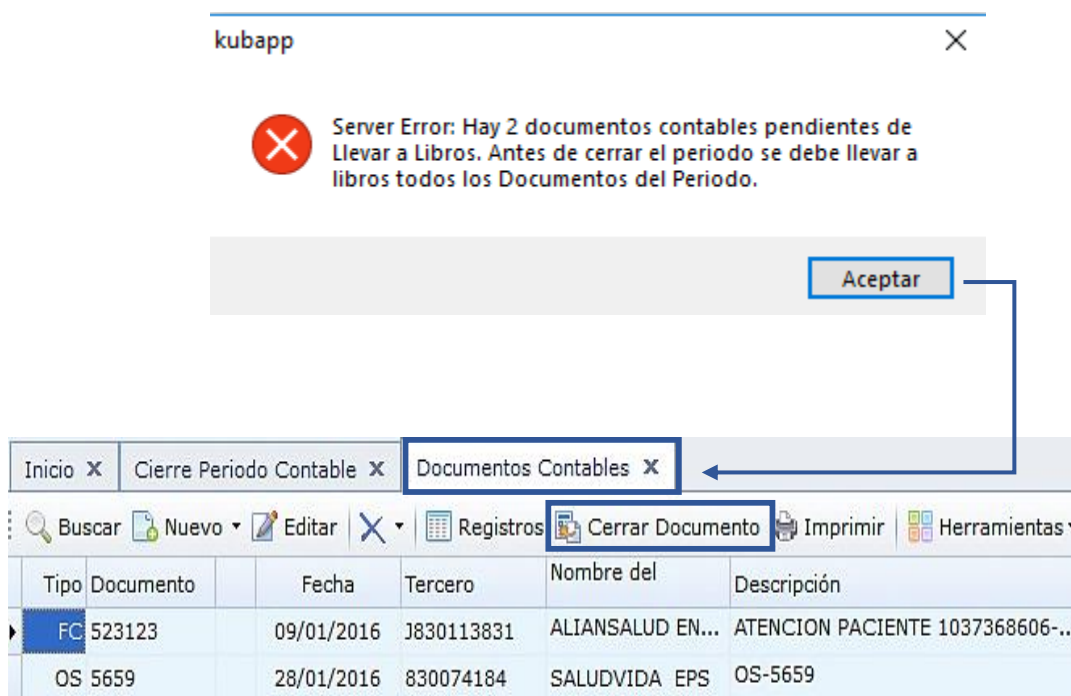 kubapp
Server Error: Hay 2 documentos contables pendientes de
Llevar a Libros. Antes de cerrar el periodo se debe llevar a
libros todos los Documentos del Periodo.
Aceptar
Inicio X Cierre Periodo Contable X Documentos Contables X
Buscar Nuevo Editar Registros Cerrar Documento Imprimir Herramientas
Tipo Documento Fecha Tercero Nombre del Descripción
FC 523123 09/01/2016 J830113831 ALIANSALUD EN... ATENCION PACIENTE 1037368606-...
OS 5659 28/01/2016 830074184 SALUDVIDA EPS OS-5659